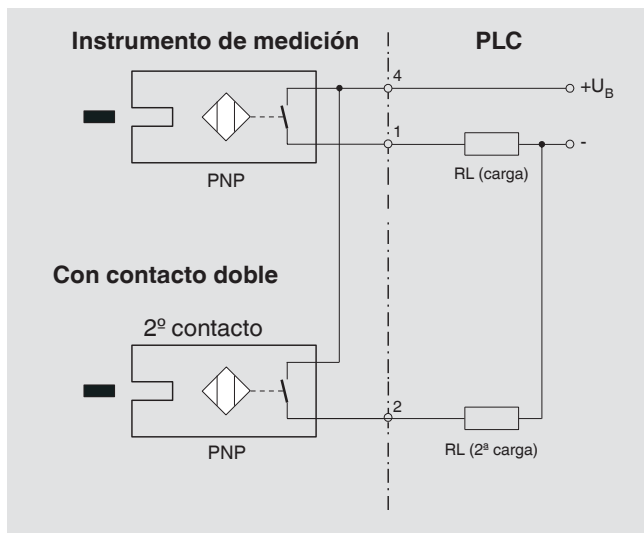 Instrumento de medición
PLC
4
+U_B
1
-
RL (carga)
PNP
Con contacto doble
2º contacto
2
RL (2ª carga)
PNP